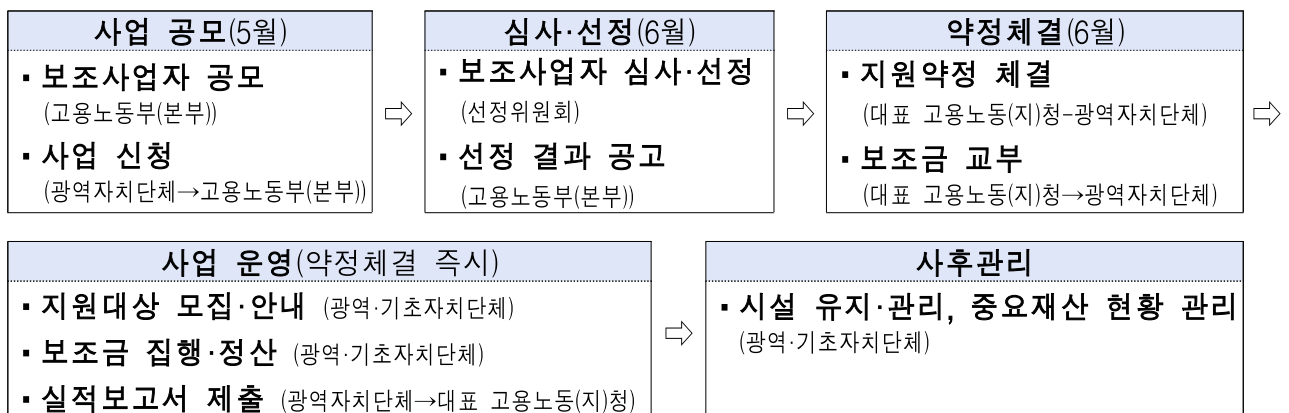 사업 공모(5월)
▪ 보조사업자 공모
(고용노동부(본부))
▪ 사업 신청
(광역자치단체→고용노동부(본부))
⇨
심사·선정(6월)
▪ 보조사업자 심사·선정
(선정위원회)
▪ 선정 결과 공고
(고용노동부(본부))
⇨
약정체결(6월)
▪ 지원약정 체결
(대표 고용노동(지)청-광역자치단체)
▪ 보조금 교부
(대표 고용노동(지)청→광역자치단체)
⇨
사업 운영(약정체결 즉시)
▪ 지원대상 모집·안내 (광역·기초자치단체)
▪ 보조금 집행·정산 (광역·기초자치단체)
▪ 실적보고서 제출 (광역자치단체→대표 고용노동(지)청)
⇨
사후관리
▪ 시설 유지·관리, 중요재산 현황 관리
(광역·기초자치단체)